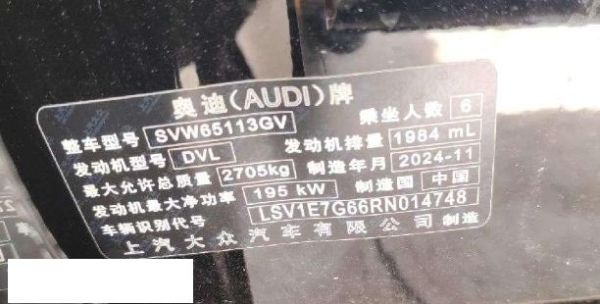 奥迪(AUDI)牌
整车型号 SVW65113GV 乘坐人数 6
发动机型号 DVL 发动机排量 1984 mL
最大允许总质量 2705kg 制造年月 2024-11
发动机最大净功率 195 kW 制造国 中国
车辆识别代号 LSV1E7G66RN014748
上汽大众汽车有限公司 制造